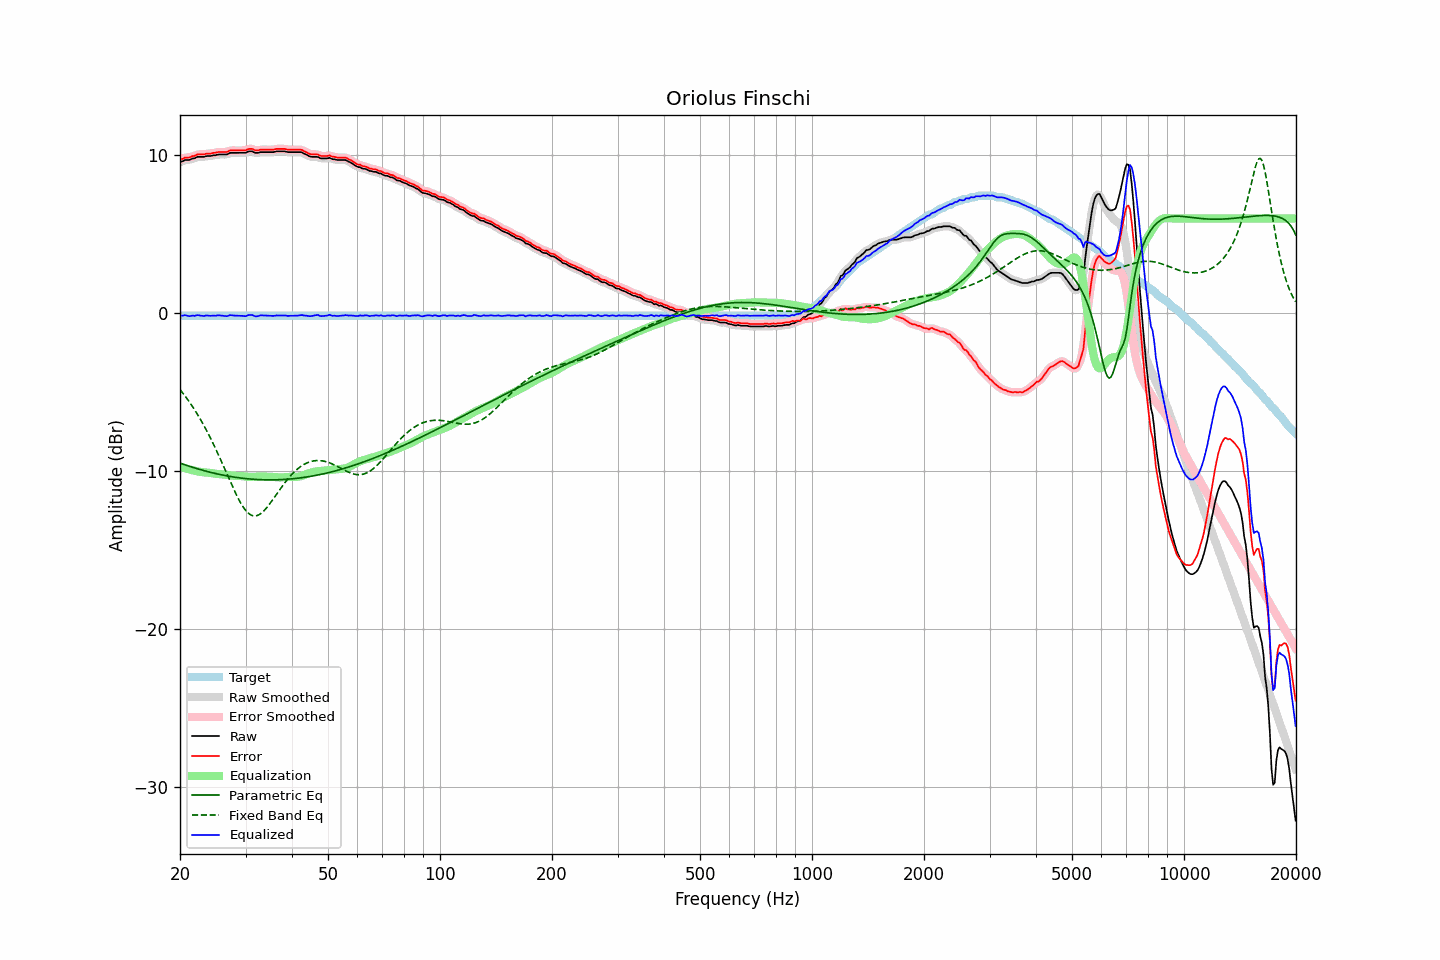 Oriolus Finschi
Amplitude (dBr)
10
0
−10
−20
−30
Target
Raw Smoothed
Error Smoothed
Raw
Error
Equalization
Parametric Eq
Fixed Band Eq
Equalized
20 50 100 200 500 1000 2000 5000 10000 20000
Frequency (Hz)